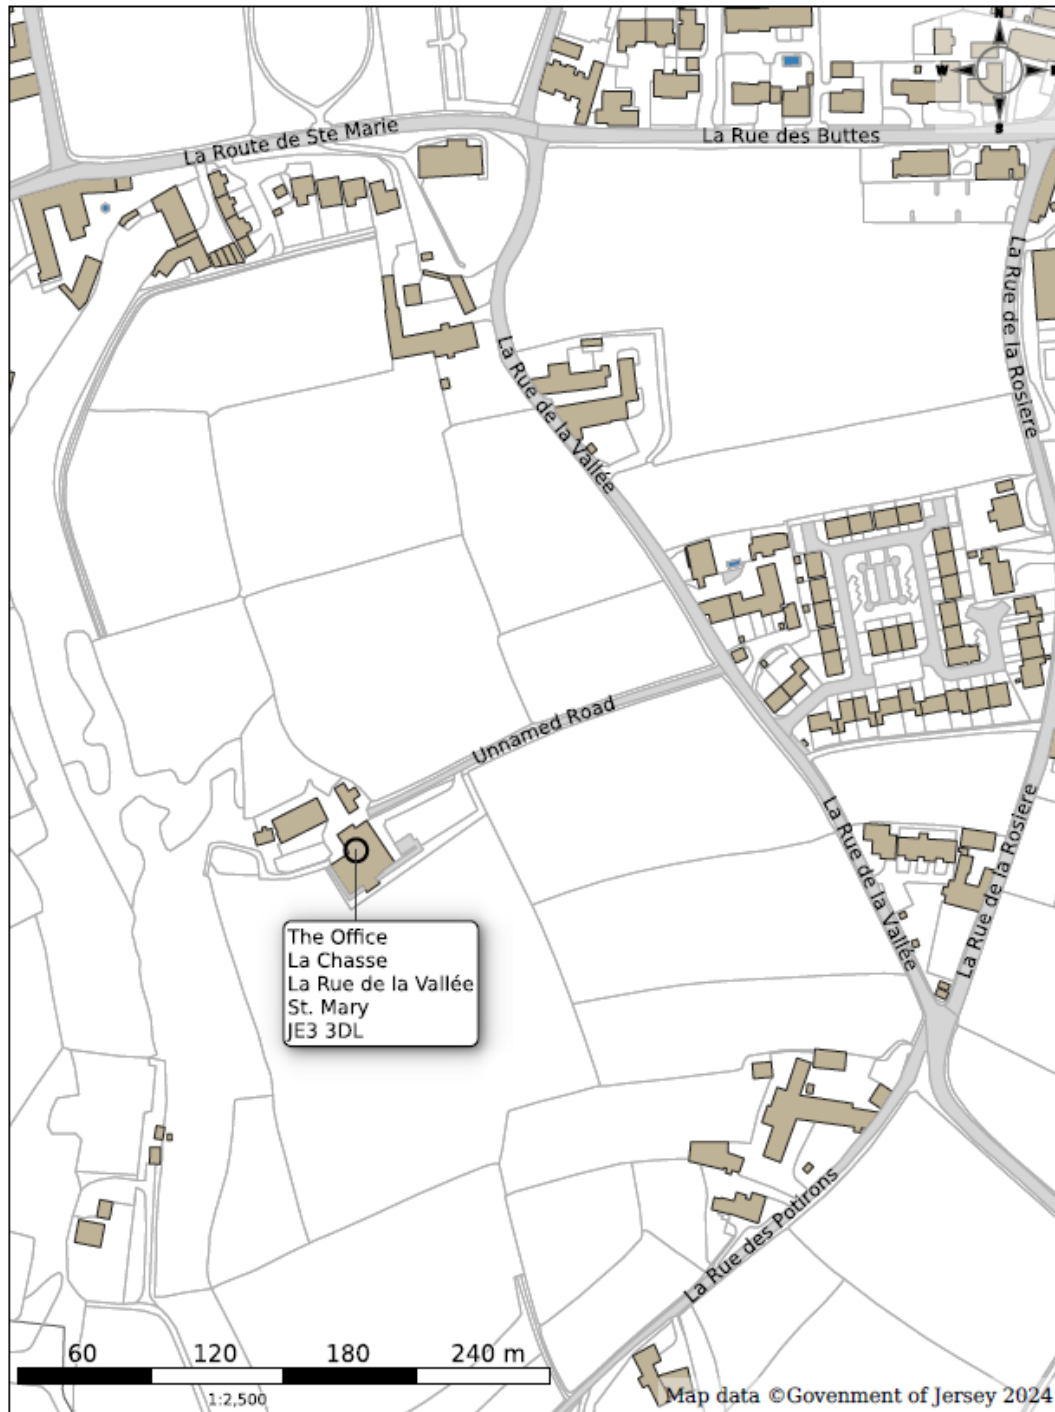 N
W
S
La Route de Ste Marie
La Rue des Buttes
La Rue de la Rosiere
La Rue de la Vallée
Unnamed Road
La Rue de la Vallée
La Rue de la Rosiere
The Office
La Chasse
La Rue de la Vallée
St. Mary
JE3 3DL
La Rue des Potirons
60 120 180 240 m
1:2,500
Map data ©Govenment of Jersey 2024